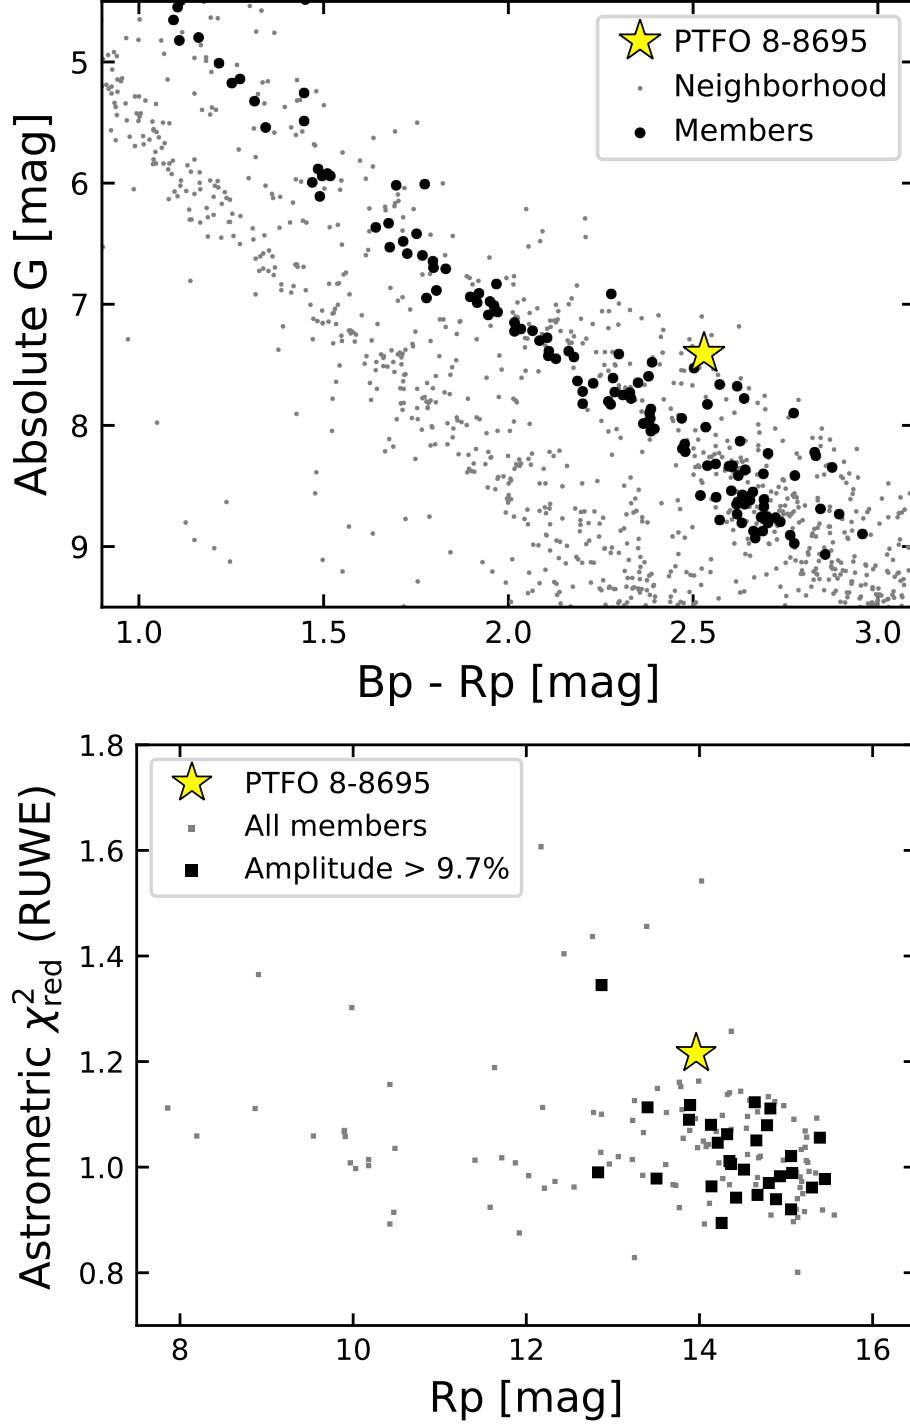 PTFO 8-8695
Neighborhood
Members
5
6
7
8
9
Absolute G [mag]
1.0 1.5 2.0 2.5 3.0
Bp - Rp [mag]
PTFO 8-8695
All members
Amplitude > 9.7%
1.8
1.6
1.4
1.2
1.0
0.8
Astrometric χ²red (RUWE)
8 10 12 14 16
Rp [mag]